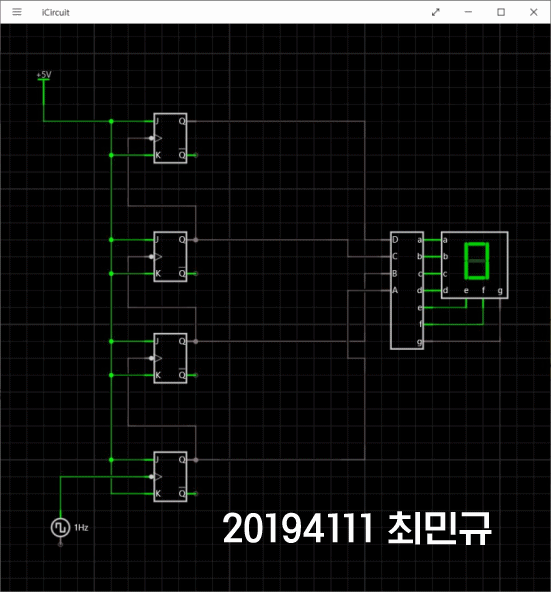 iCircuit
+5V
J Q
K Q
J Q
K Q
D a a
C b b
B c c
A d d e f g
e
f
g
J Q
K Q
J Q
K Q
1Hz
20194111 최민규